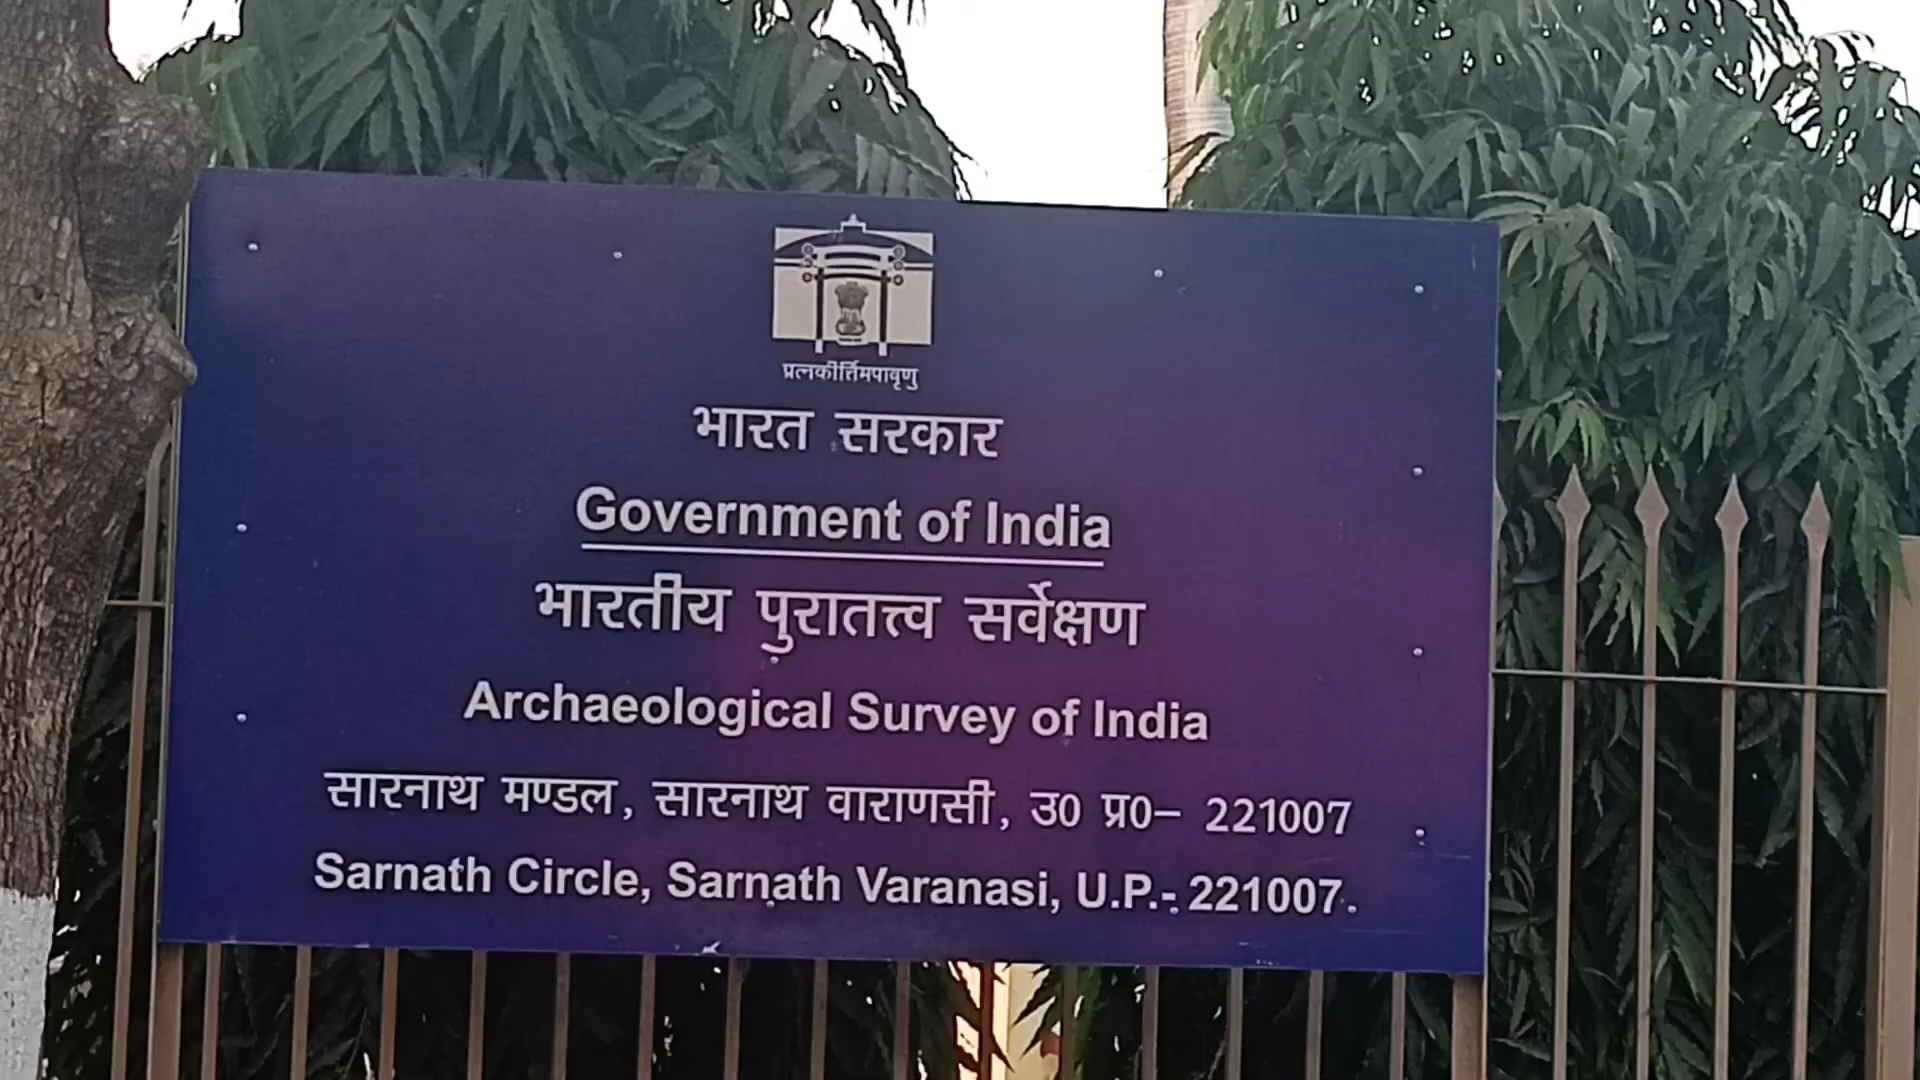 प्रत्नकीर्त्तिमपावृणु
भारत सरकार
Government of India
भारतीय पुरातत्त्व सर्वेक्षण
Archaeological Survey of India
सारनाथ मण्डल, सारनाथ वाराणसी, उ0 प्र0– 221007
Sarnath Circle, Sarnath Varanasi, U.P.- 221007.